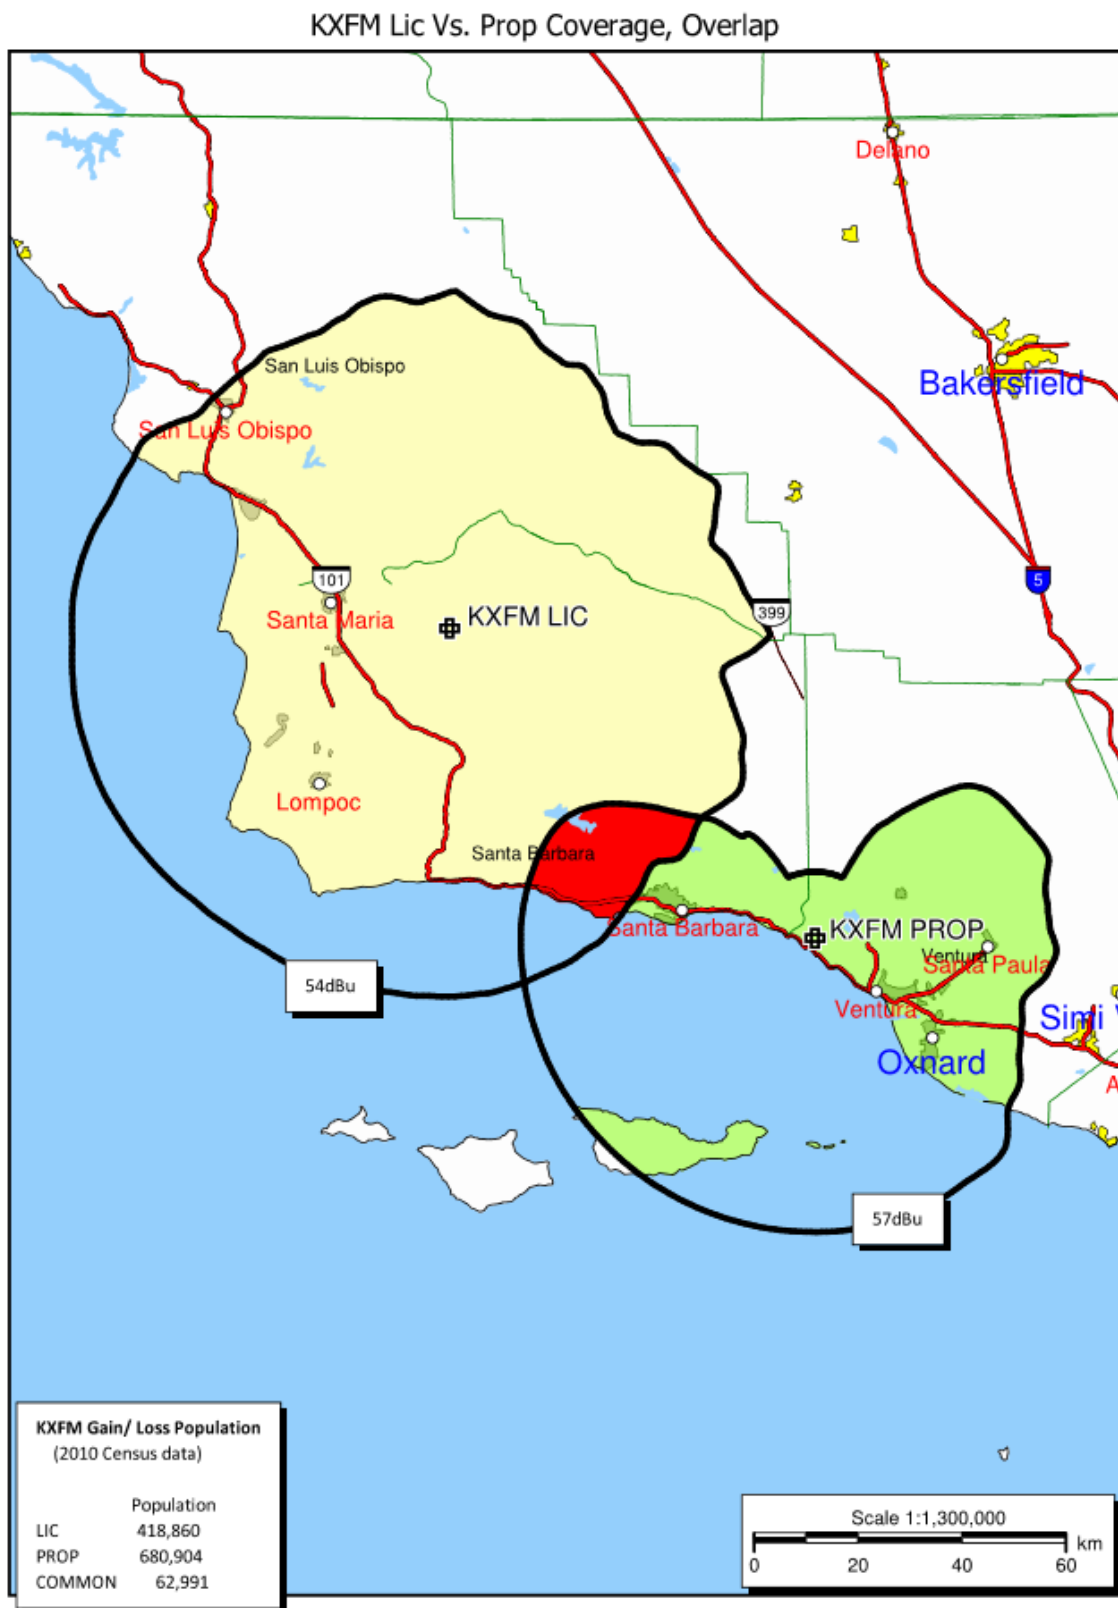 KXFM Lic Vs. Prop Coverage, Overlap
Delano
Bakersfield
San Luis Obispo
San Luis Obispo
5
101
399
KXFM LIC
Santa Maria
Lompoc
Santa Barbara
Santa Barbara
KXFM PROP
Ventura
Santa Paula
54dBu
Ventura
Simi V
Oxnard
A
57dBu
KXFM Gain/ Loss Population
(2010 Census data)
Population
LIC 418,860
PROP 680,904
COMMON 62,991
Scale 1:1,300,000
km
0 20 40 60